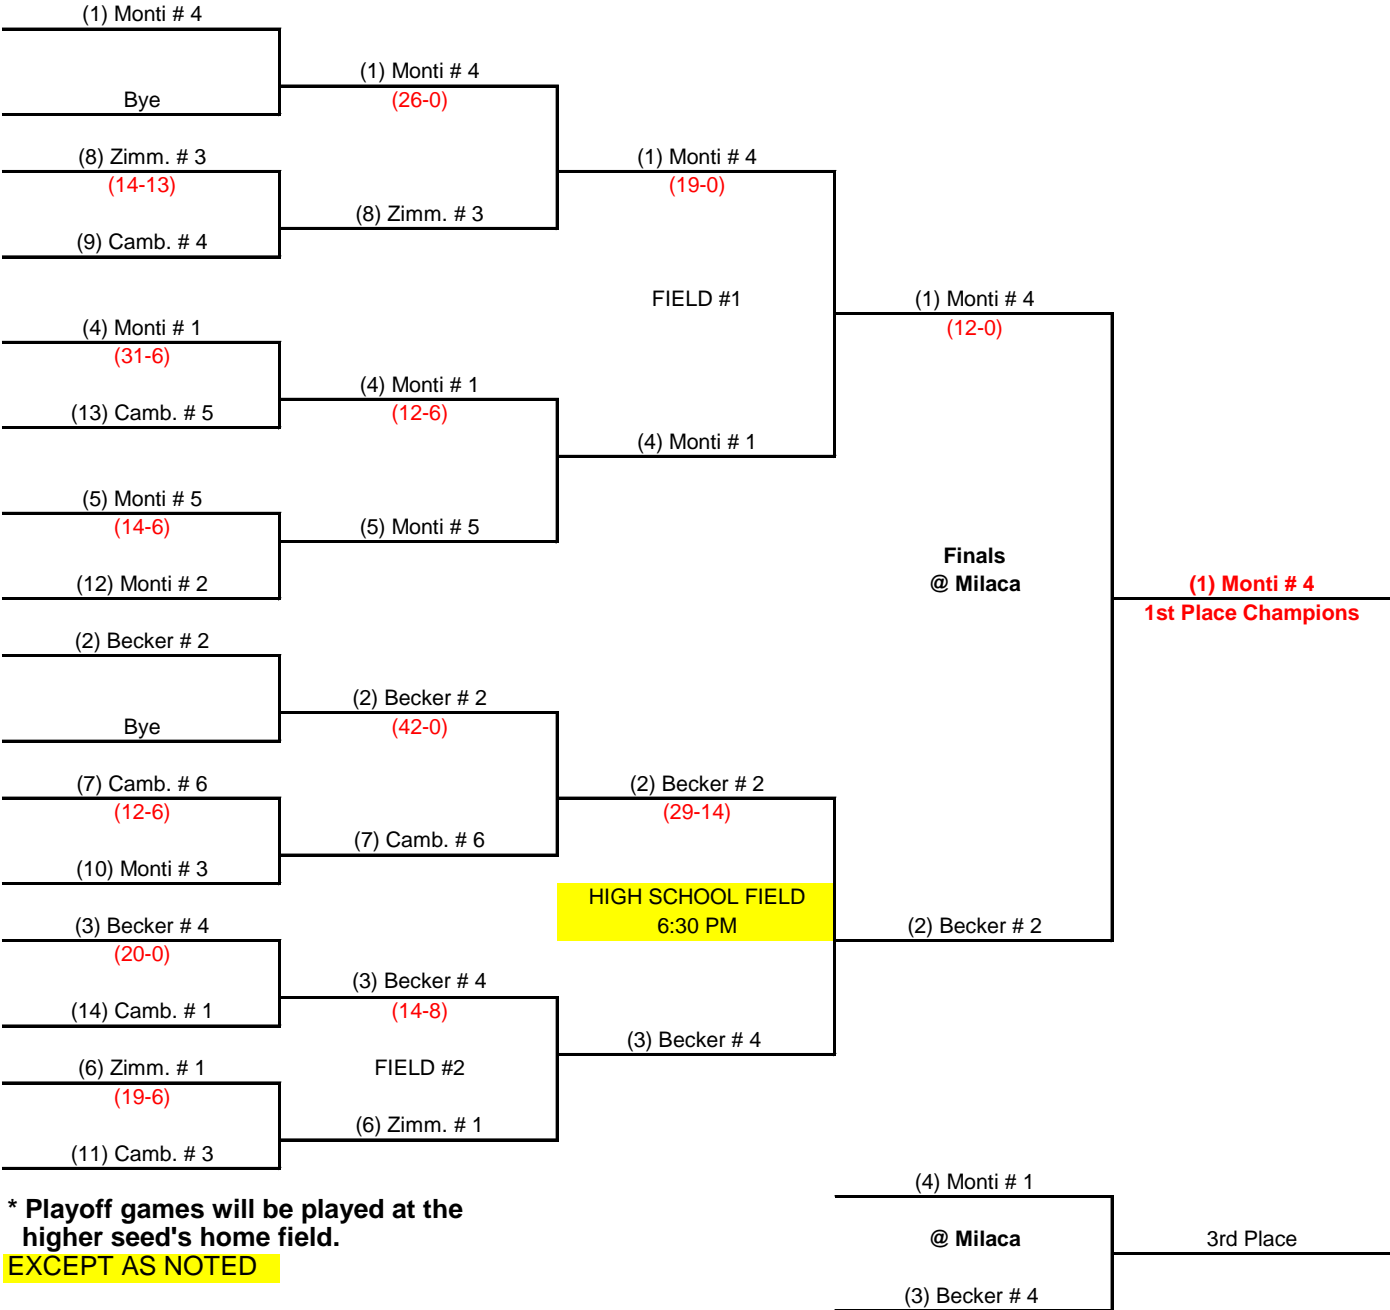 (1) Monti # 4
Bye
(8) Zimm. # 3
(14-13)
(9) Camb. # 4
(4) Monti # 1
(31-6)
(13) Camb. # 5
(5) Monti # 5
(14-6)
(12) Monti # 2
(2) Becker # 2
Bye
(7) Camb. # 6
(12-6)
(10) Monti # 3
(3) Becker # 4
(20-0)
(14) Camb. # 1
(6) Zimm. # 1
(19-6)
(11) Camb. # 3
(1) Monti # 4
(26-0)
(8) Zimm. # 3
(4) Monti # 1
(12-6)
(5) Monti # 5
(2) Becker # 2
(42-0)
(7) Camb. # 6
(3) Becker # 4
(14-8)
FIELD #2
(6) Zimm. # 1
(1) Monti # 4
(19-0)
FIELD #1
(4) Monti # 1
(2) Becker # 2
(29-14)
HIGH SCHOOL FIELD
6:30 PM
(3) Becker # 4
(1) Monti # 4
(12-0)
Finals
@ Milaca
(2) Becker # 2
(1) Monti # 4
1st Place Champions
(4) Monti # 1
@ Milaca
(3) Becker # 4
3rd Place
* Playoff games will be played at the
higher seed's home field.
EXCEPT AS NOTED